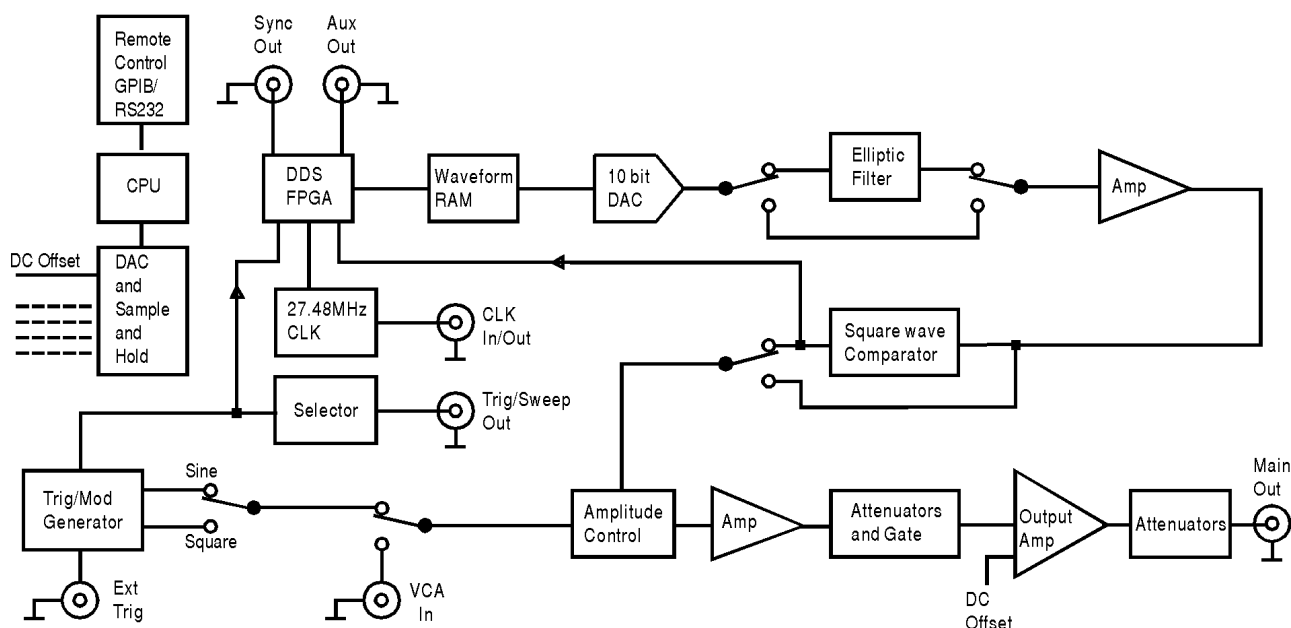 Remote
Control
GPIB/
RS232
Sync
Out
Aux
Out
CPU
DDS
FPGA
Waveform
RAM
10 bit
DAC
Elliptic
Filter
Amp
DC Offset
DAC
and
Sample
and
Hold
27.48MHz
CLK
CLK
In/Out
Square wave
Comparator
Selector
Trig/Sweep
Out
Trig/Mod
Generator
Sine
Square
Ext
Trig
VCA
In
Amplitude
Control
Amp
Attenuators
and Gate
Output
Amp
DC
Offset
Attenuators
Main
Out